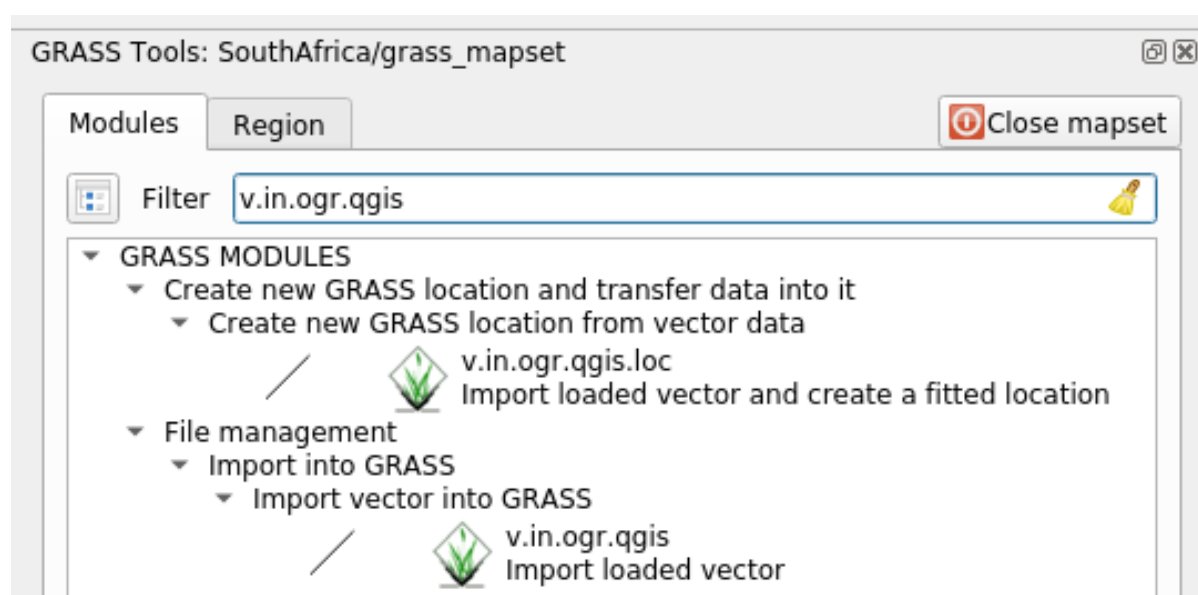 GRASS Tools: SouthAfrica/grass_mapset
Modules
Region
Close mapset
Filter
v.in.ogr.qgis
GRASS MODULES
Create new GRASS location and transfer data into it
Create new GRASS location from vector data
v.in.ogr.qgis.loc
Import loaded vector and create a fitted location
File management
Import into GRASS
Import vector into GRASS
v.in.ogr.qgis
Import loaded vector